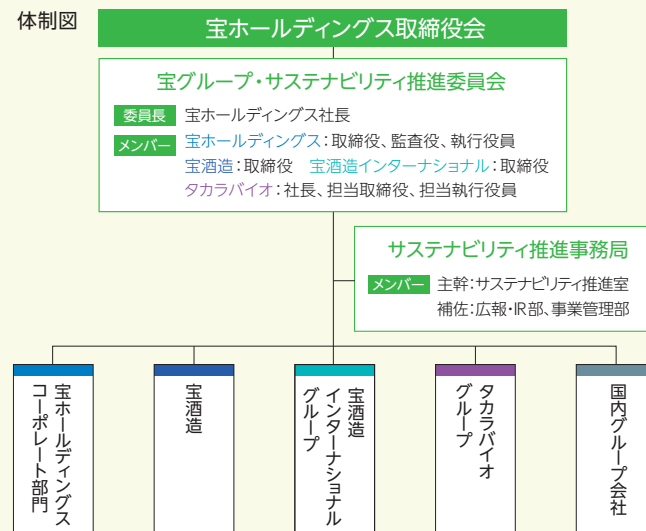 体制図
宝ホールディングス取締役会
宝グループ・サステナビリティ推進委員会
委員長 宝ホールディングス社長
メンバー 宝ホールディングス：取締役、監査役、執行役員
宝酒造：取締役 宝酒造インターナショナル：取締役
タカラバイオ：社長、担当取締役、担当執行役員
サステナビリティ推進事務局
メンバー 主幹：サステナビリティ推進室
補佐：広報・IR部、事業管理部
宝ホールディングス
コーポレート部門
宝酒造
宝酒造
インターナショナル
グループ
タカラバイオ
グループ
国内グループ会社